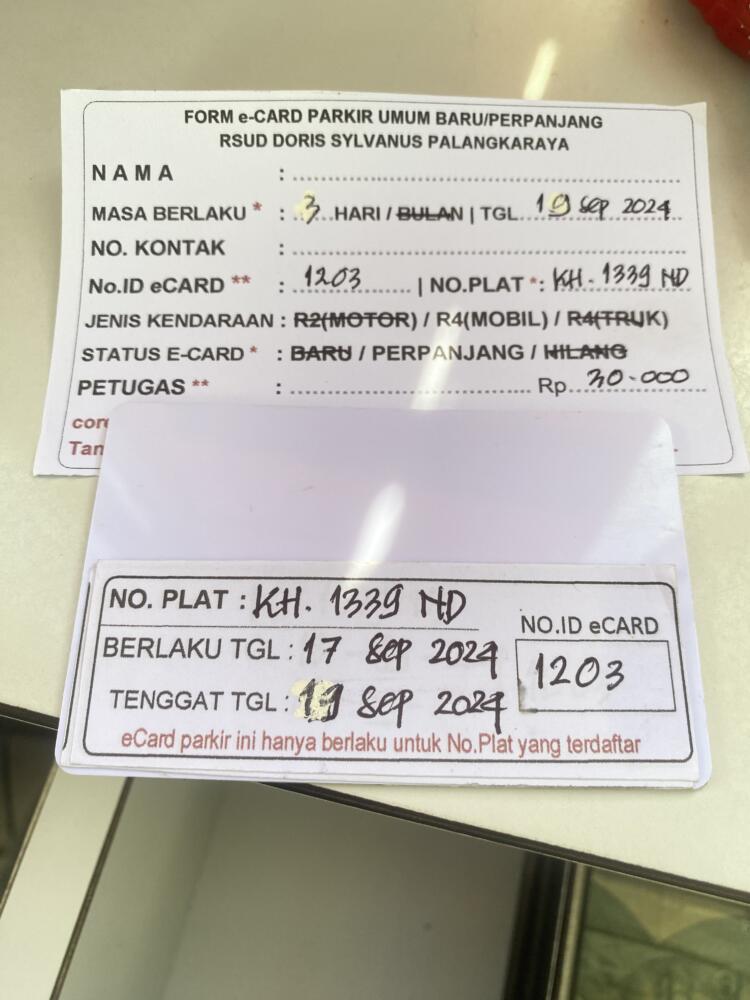 FORM e-CARD PARKIR UMUM BARU/PERPANJANG
RSUD DORIS SYLVANUS PALANGKARAYA
NAMA : ........
MASA BERLAKU * : 3 HARI / BULAN | TGL 19 Sep 2024
NO. KONTAK : ........
No.ID eCARD ** : 1203 | NO.PLAT *: KH - 1339 ND
JENIS KENDARAAN : R2(MOTOR) / R4(MOBIL) / R4(TRUK)
STATUS E-CARD * : BARU / PERPANJANG / HILANG
PETUGAS ** : ........ Rp. 30.000
NO. PLAT : KH. 1339 ND
NO.ID eCARD
BERLAKU TGL : 17 Sep 2024
1203
TENGGAT TGL : 19 Sep 2024
eCard parkir ini hanya berlaku untuk No.Plat yang terdaftar